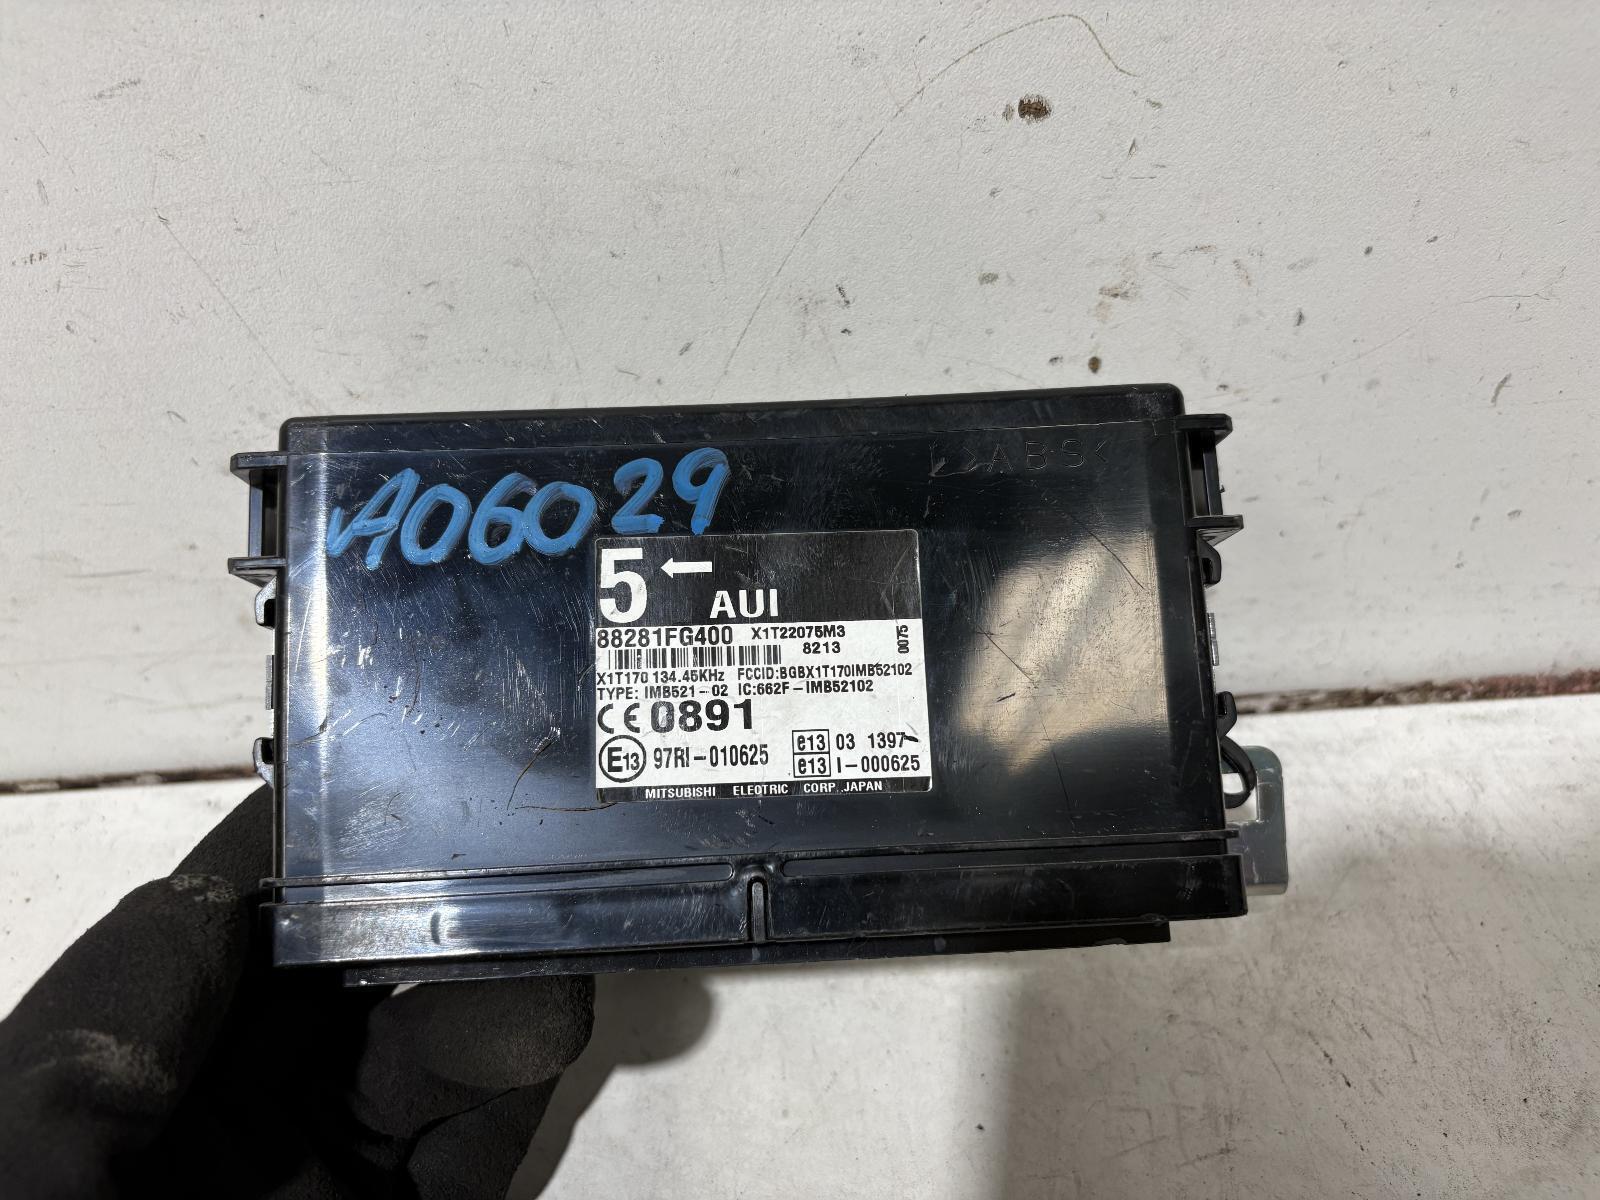 >ABS<
A06029
5 ←
AUI
88281FG400 X1T22075M3
8213
0075
X1T170 134.45KHz FCCID:BGBX1T170IMB52102
TYPE: IMB521-02 IC:662F-IMB52102
CE 0891
E13 97RI-010625 e13 03 1397
e13 I-000625
MITSUBISHI ELEOTRIC CORP. JAPAN